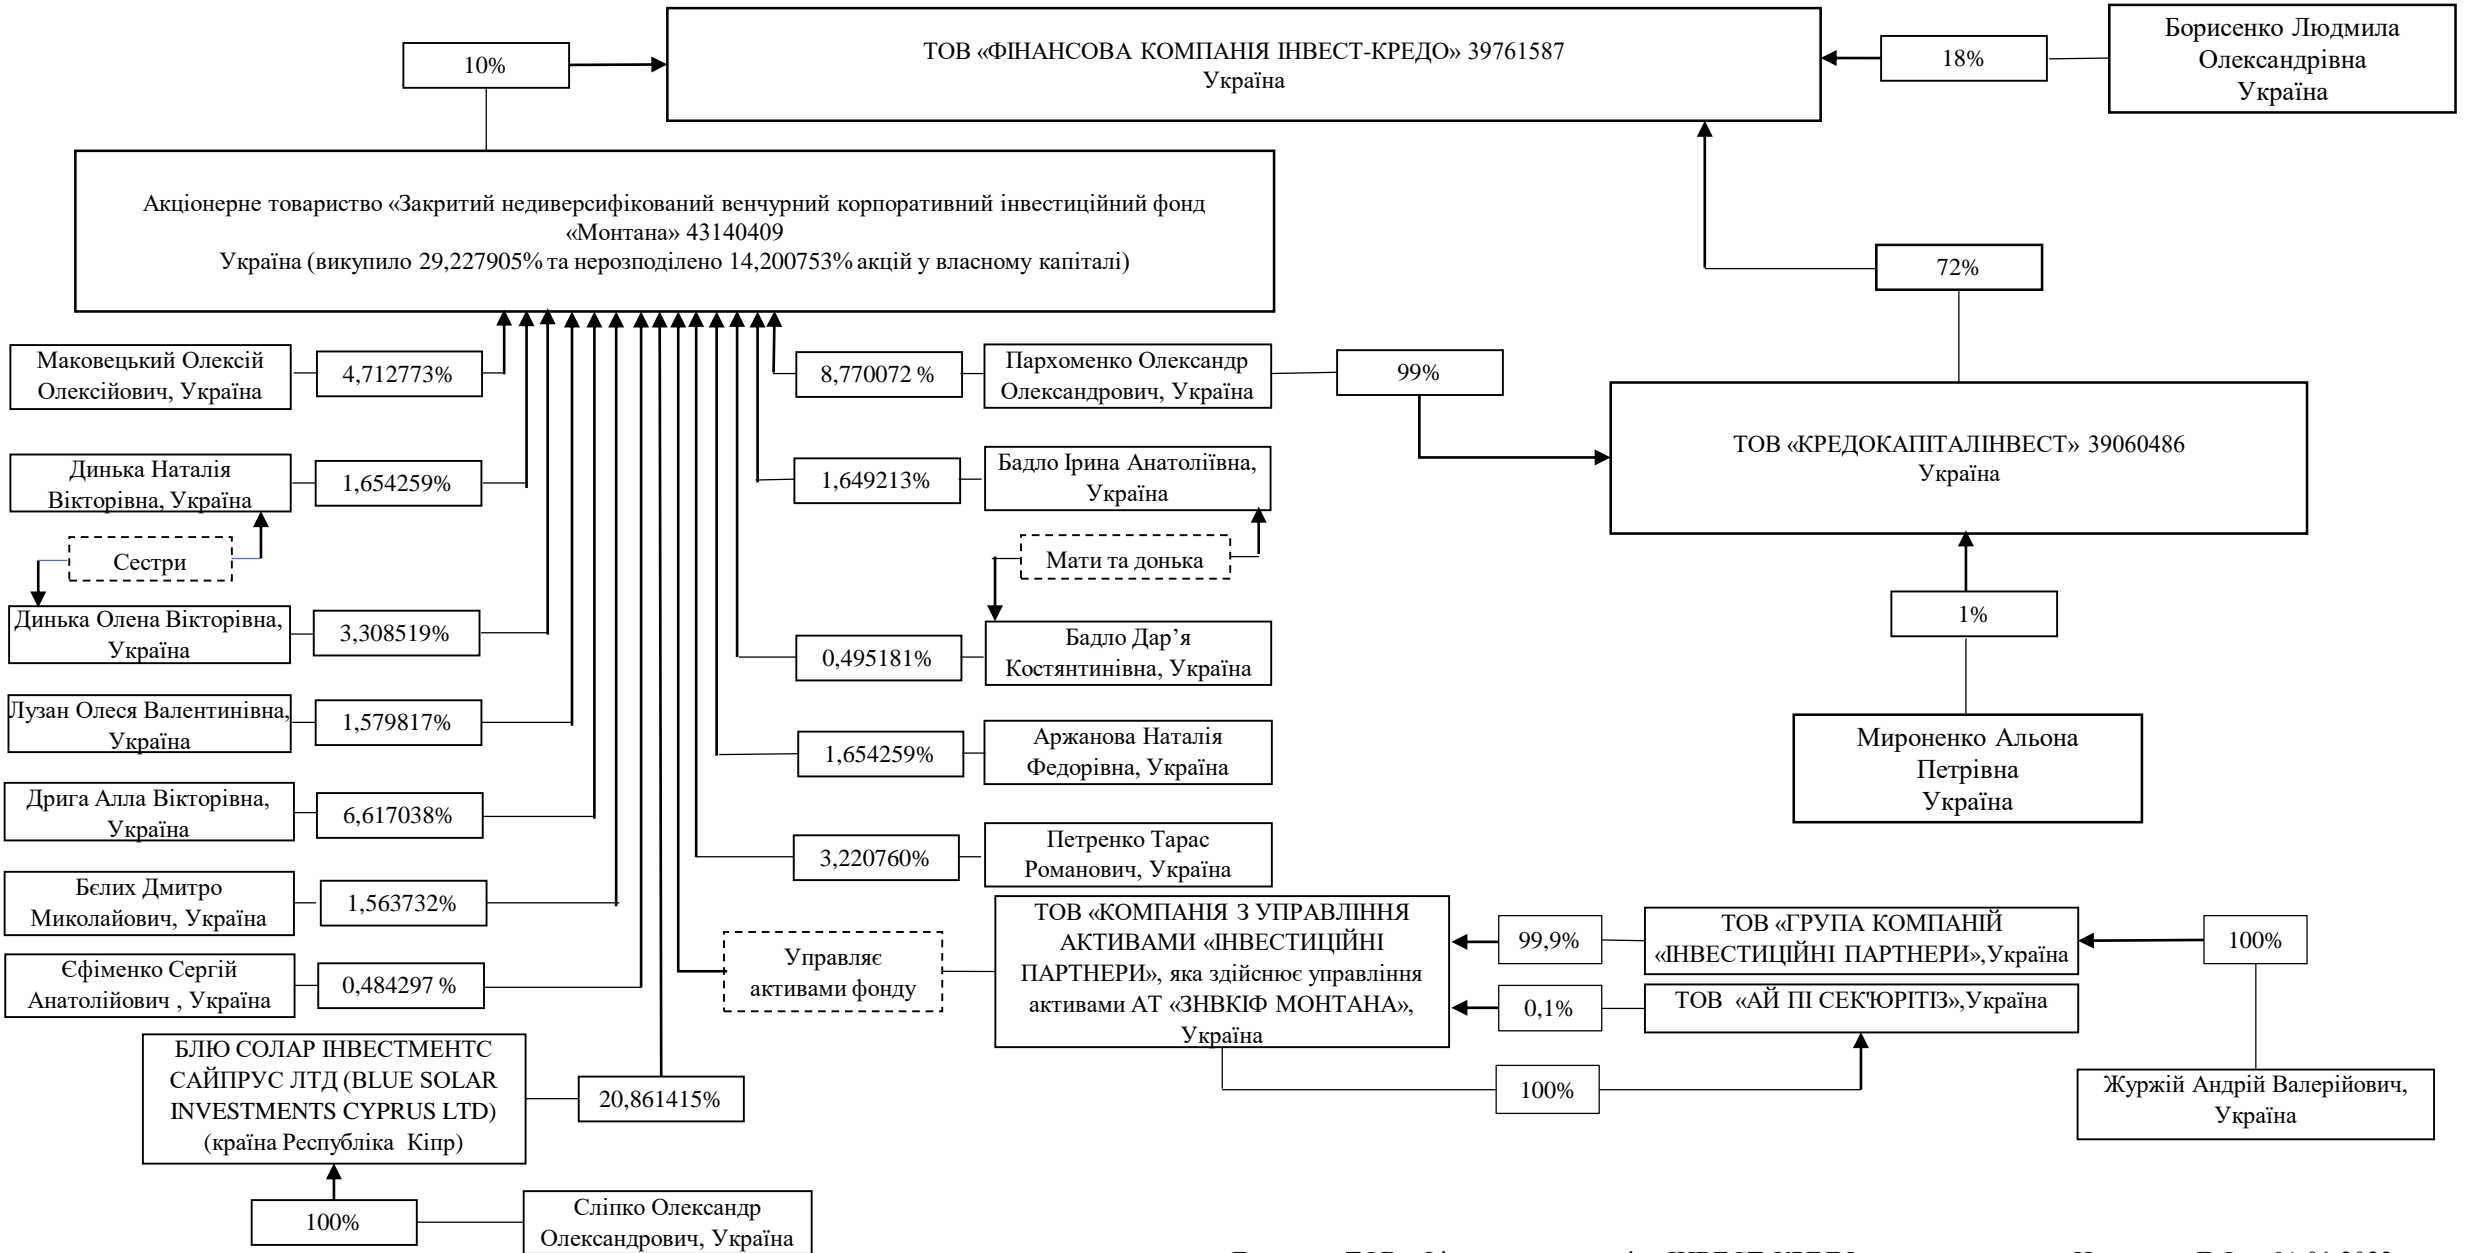 10%
ТОВ «ФІНАНСОВА КОМПАНІЯ ІНВЕСТ-КРЕДО» 39761587
Україна
18%
Борисенко Людмила
Олександрівна
Україна
Акціонерне товариство «Закритий недиверсифікований венчурний корпоративний інвестиційний фонд
«Монтана» 43140409
Україна (викупило 29,227905% та нерозподілено 14,200753% акцій у власному капіталі)
72%
Маковецький Олексій
Олексійович, Україна
4,712773%
8,770072 %
Пархоменко Олександр
Олександрович, Україна
99%
ТОВ «КРЕДОКАПІТАЛІНВЕСТ» 39060486
Україна
Динька Наталія
Вікторівна, Україна
1,654259%
1,649213%
Бадло Ірина Анатоліївна,
Україна
Сестри
Мати та донька
Динька Олена Вікторівна,
Україна
3,308519%
0,495181%
Бадло Дар’я
Костянтинівна, Україна
1%
Лузан Олеся Валентинівна,
Україна
1,579817%
1,654259%
Аржанова Наталія
Федорівна, Україна
Мироненко Альона
Петрівна
Україна
Дрига Алла Вікторівна,
Україна
6,617038%
3,220760%
Петренко Тарас
Романович, Україна
Бєлих Дмитро
Миколайович, Україна
1,563732%
Управляє
активами фонду
ТОВ «КОМПАНІЯ З УПРАВЛІННЯ
АКТИВАМИ «ІНВЕСТИЦІЙНІ
ПАРТНЕРИ», яка здійснює управління
активами АТ «ЗНВКІФ МОНТАНА»,
Україна
99,9%
ТОВ «ГРУПА КОМПАНІЙ
«ІНВЕСТИЦІЙНІ ПАРТНЕРИ»,Україна
100%
Єфіменко Сергій
Анатолійович , Україна
0,484297 %
0,1%
ТОВ «АЙ ПІ СЕК'ЮРІТІЗ»,Україна
БЛЮ СОЛАР ІНВЕСТМЕНТС
САЙПРУС ЛТД (BLUE SOLAR
INVESTMENTS CYPRUS LTD)
(країна Республіка Кіпр)
20,861415%
100%
Журжій Андрій Валерійович,
Україна
100%
Сліпко Олександр
Олександрович, Україна